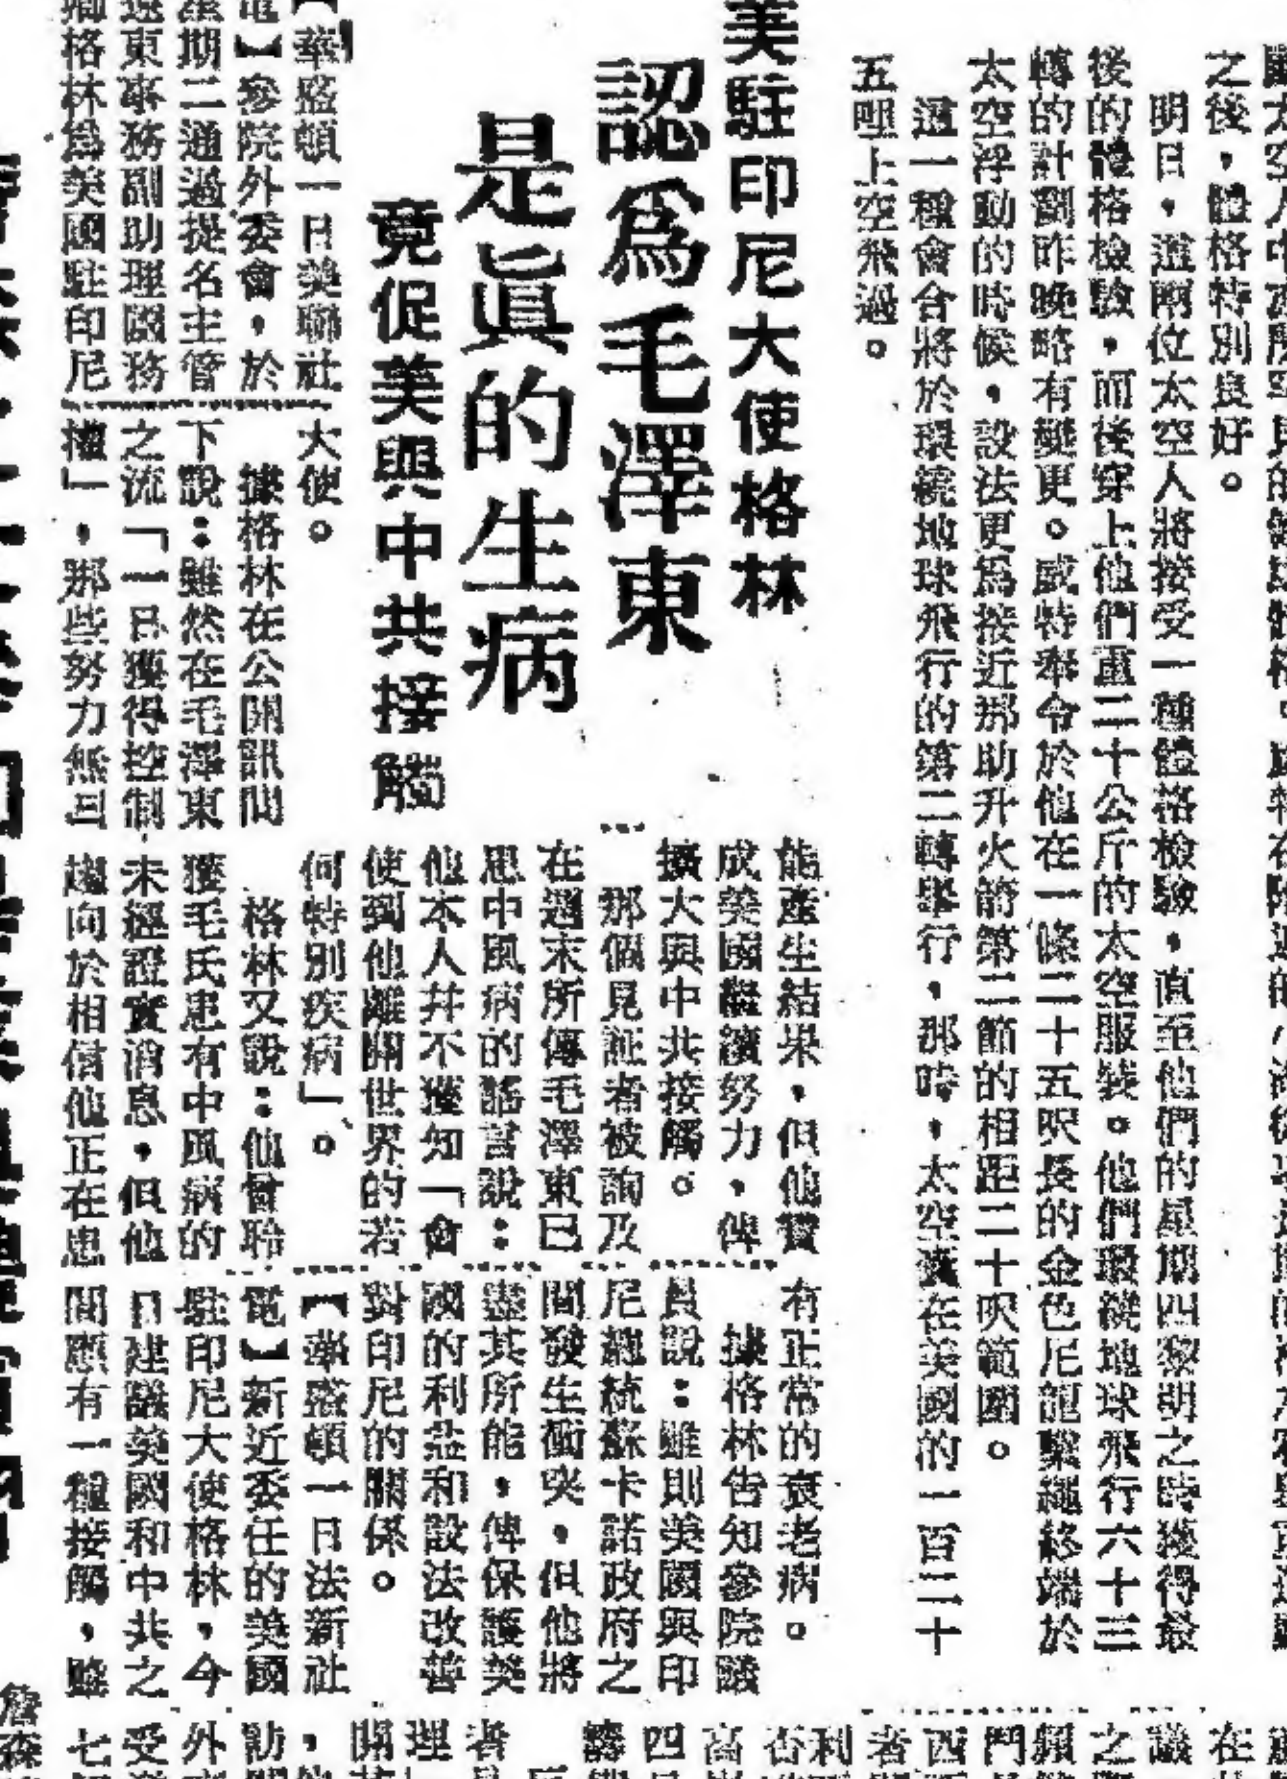 之後，體格特別良好。
明日，這兩位太空人將接受一種體格檢驗，直至他們的星期四黎明之時獲得最
後的體格檢驗，而後穿上他們重二十公斤的太空服裝。他們環繞地球飛行六十三
轉的計劃昨晚略有變更。威特奉令於他在一條二十五呎長的金色尼龍繫繩終端於
太空浮動的時候，設法更爲接近那助升火箭第二節的相距二十呎範圍。
這一種會合將於環繞地球飛行的第二轉舉行，那時，太空艙在美國的一百二十
五哩上空飛過。
美駐印尼大使格林
認爲毛澤東
是眞的生病
竟促美與中共接觸
【華盛頓一日美聯社
電】參院外委會，於
星期二通過提名主管
遠東事務副助理國務
卿格林爲美國駐印尼
大使。
據格林在公開訊問
下說：雖然在毛澤東
之流「一日獲得控制
權」，那些努力無可
能產生結果，但他贊
成美國繼續努力，俾
擴大與中共接觸。
那個見証者被詢及
在週末所傳毛澤東已
患中風病的謠言說：
他本人幷不獲知「會
使到他離開世界的若
何特別疾病」。
格林又說：他曾聆
獲毛氏患有中風病的
未經證實消息，但他
趨向於相信他正在患
有正常的衰老病。
據格林告知參院議
員說：雖則美國與印
尼總統蘇卡諾政府之
間發生衝突，但他將
盡其所能，俾保護美
國的利益和設法改善
對印尼的關係。
【華盛頓一日法新社
電】新近委任的美國
駐印尼大使格林，今
日建議美國和中共之
間應有一種接觸，雖